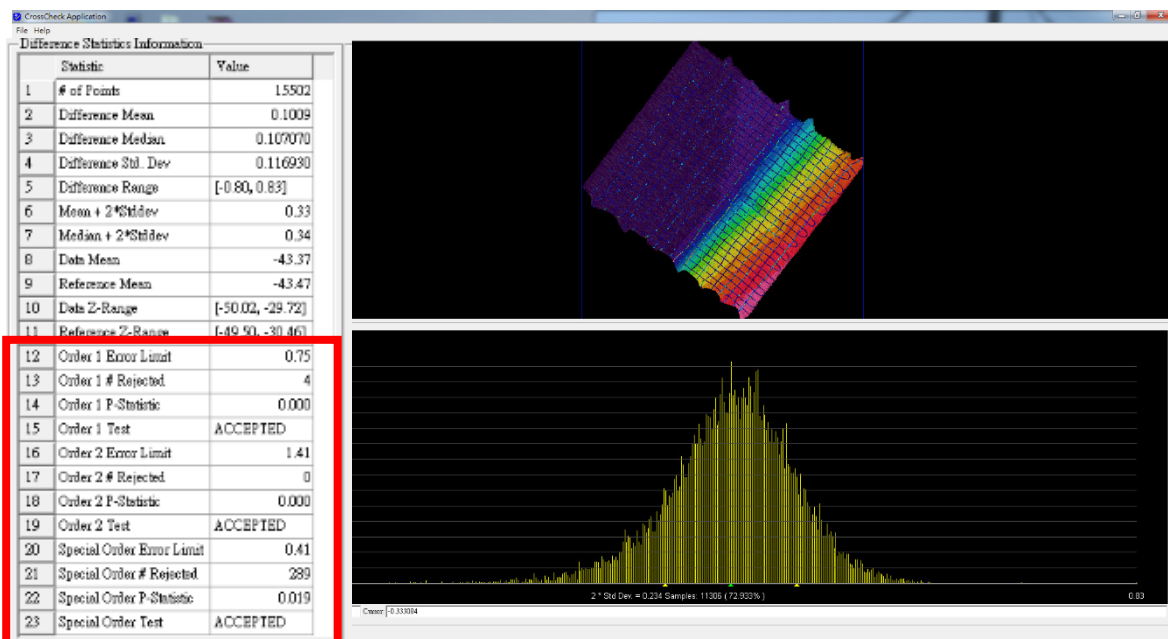 CrossCheck Application
File Help
Difference Statistics Information
Statistic Value
1 # of Points 15502
2 Difference Mean 0.1009
3 Difference Median 0.107070
4 Difference Std. Dev 0.116930
5 Difference Range [-0.80, 0.83]
6 Mean + 2*Stddev 0.33
7 Median + 2*Stddev 0.34
8 Data Mean -43.37
9 Reference Mean -43.47
10 Data Z-Range [-50.02, -29.72]
11 Reference Z-Range [-49.50, -30.46]
12 Order 1 Error Limit 0.75
13 Order 1 # Rejected 4
14 Order 1 P-Statistic 0.000
15 Order 1 Test ACCEPTED
16 Order 2 Error Limit 1.41
17 Order 2 # Rejected 0
18 Order 2 P-Statistic 0.000
19 Order 2 Test ACCEPTED
20 Special Order Error Limit 0.41
21 Special Order # Rejected 289
22 Special Order P-Statistic 0.019
23 Special Order Test ACCEPTED
2 * Std Dev. = 0.234 Samples: 11306 ( 72.933% )
0.83
Cursor -0.333084